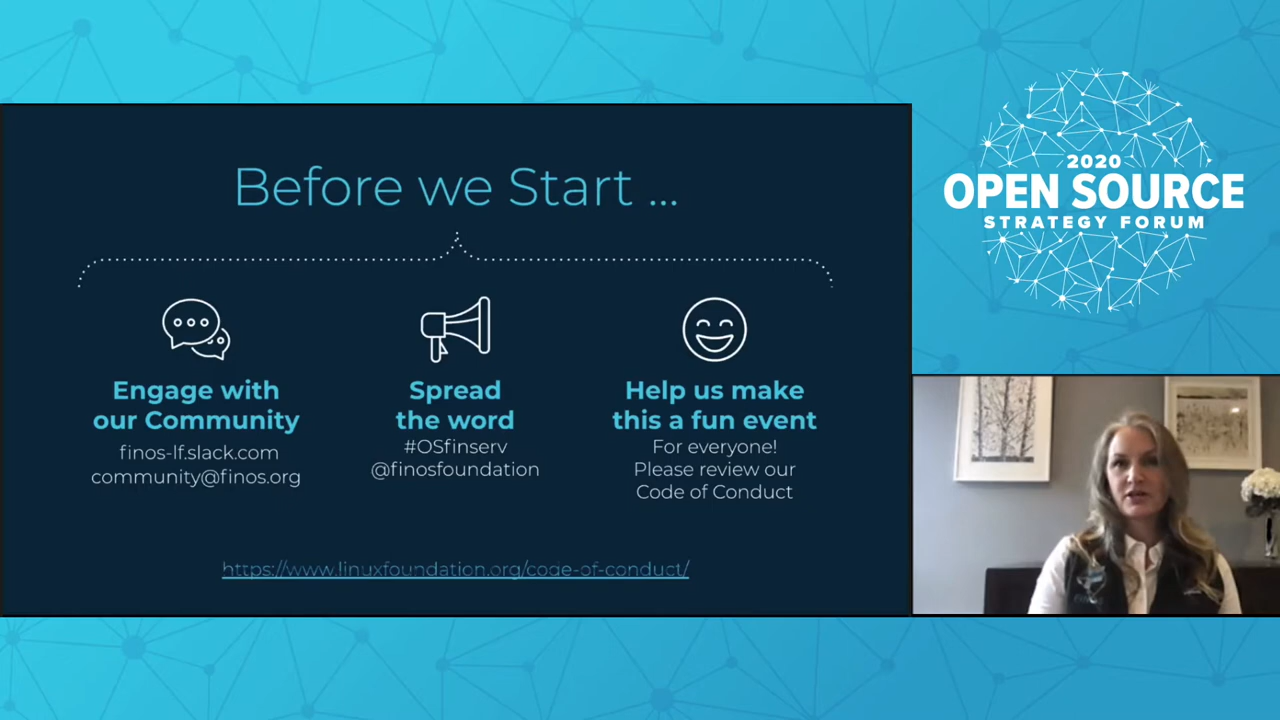 Before we Start ...
Engage with
our Community
finos-lf.slack.com
community@finos.org
Spread
the word
#OSfinserv
@finosfoundation
Help us make
this a fun event
For everyone!
Please review our
Code of Conduct
https://www.linuxfoundation.org/code-of-conduct/
2020
OPEN SOURCE
STRATEGY FORUM